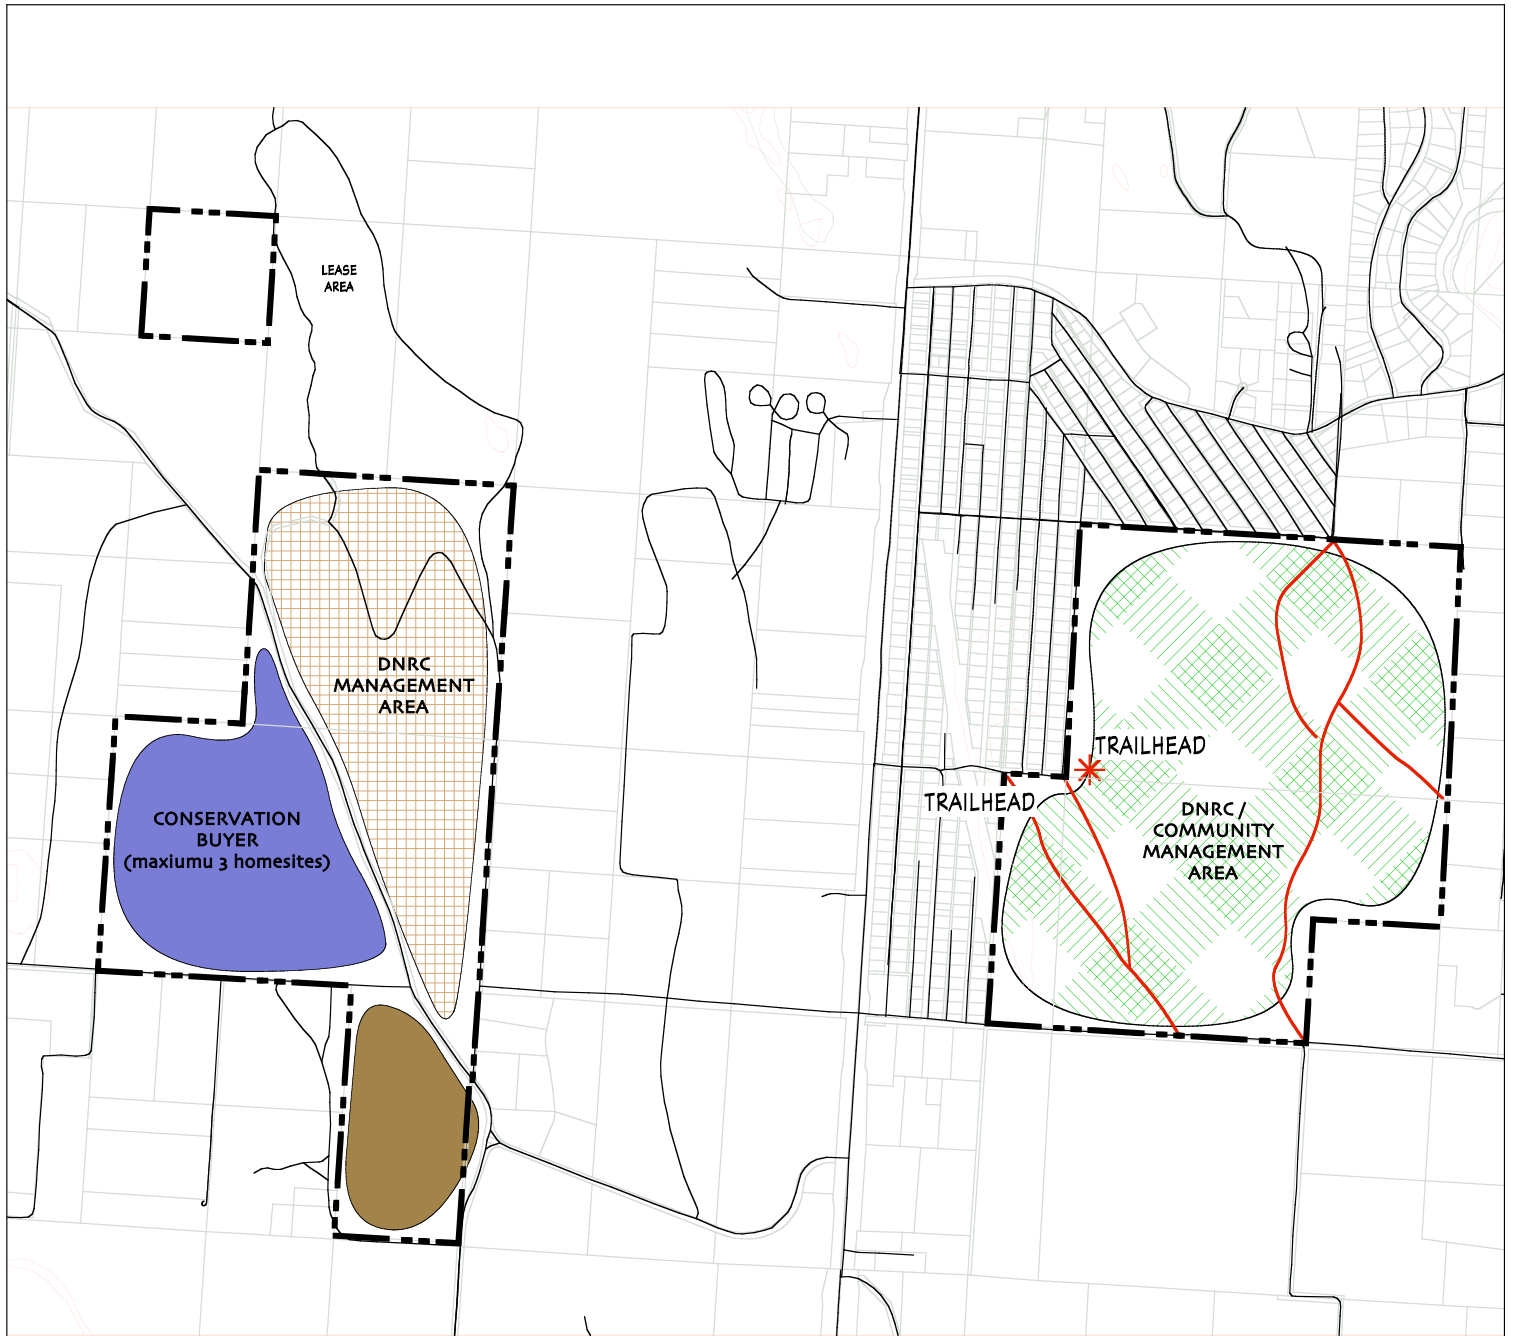 LEASE
AREA
DNRC
MANAGEMENT
AREA
CONSERVATION
BUYER
(maxiumu 3 homesites)
TRAILHEAD
TRAILHEAD
DNRC /
COMMUNITY
MANAGEMENT
AREA